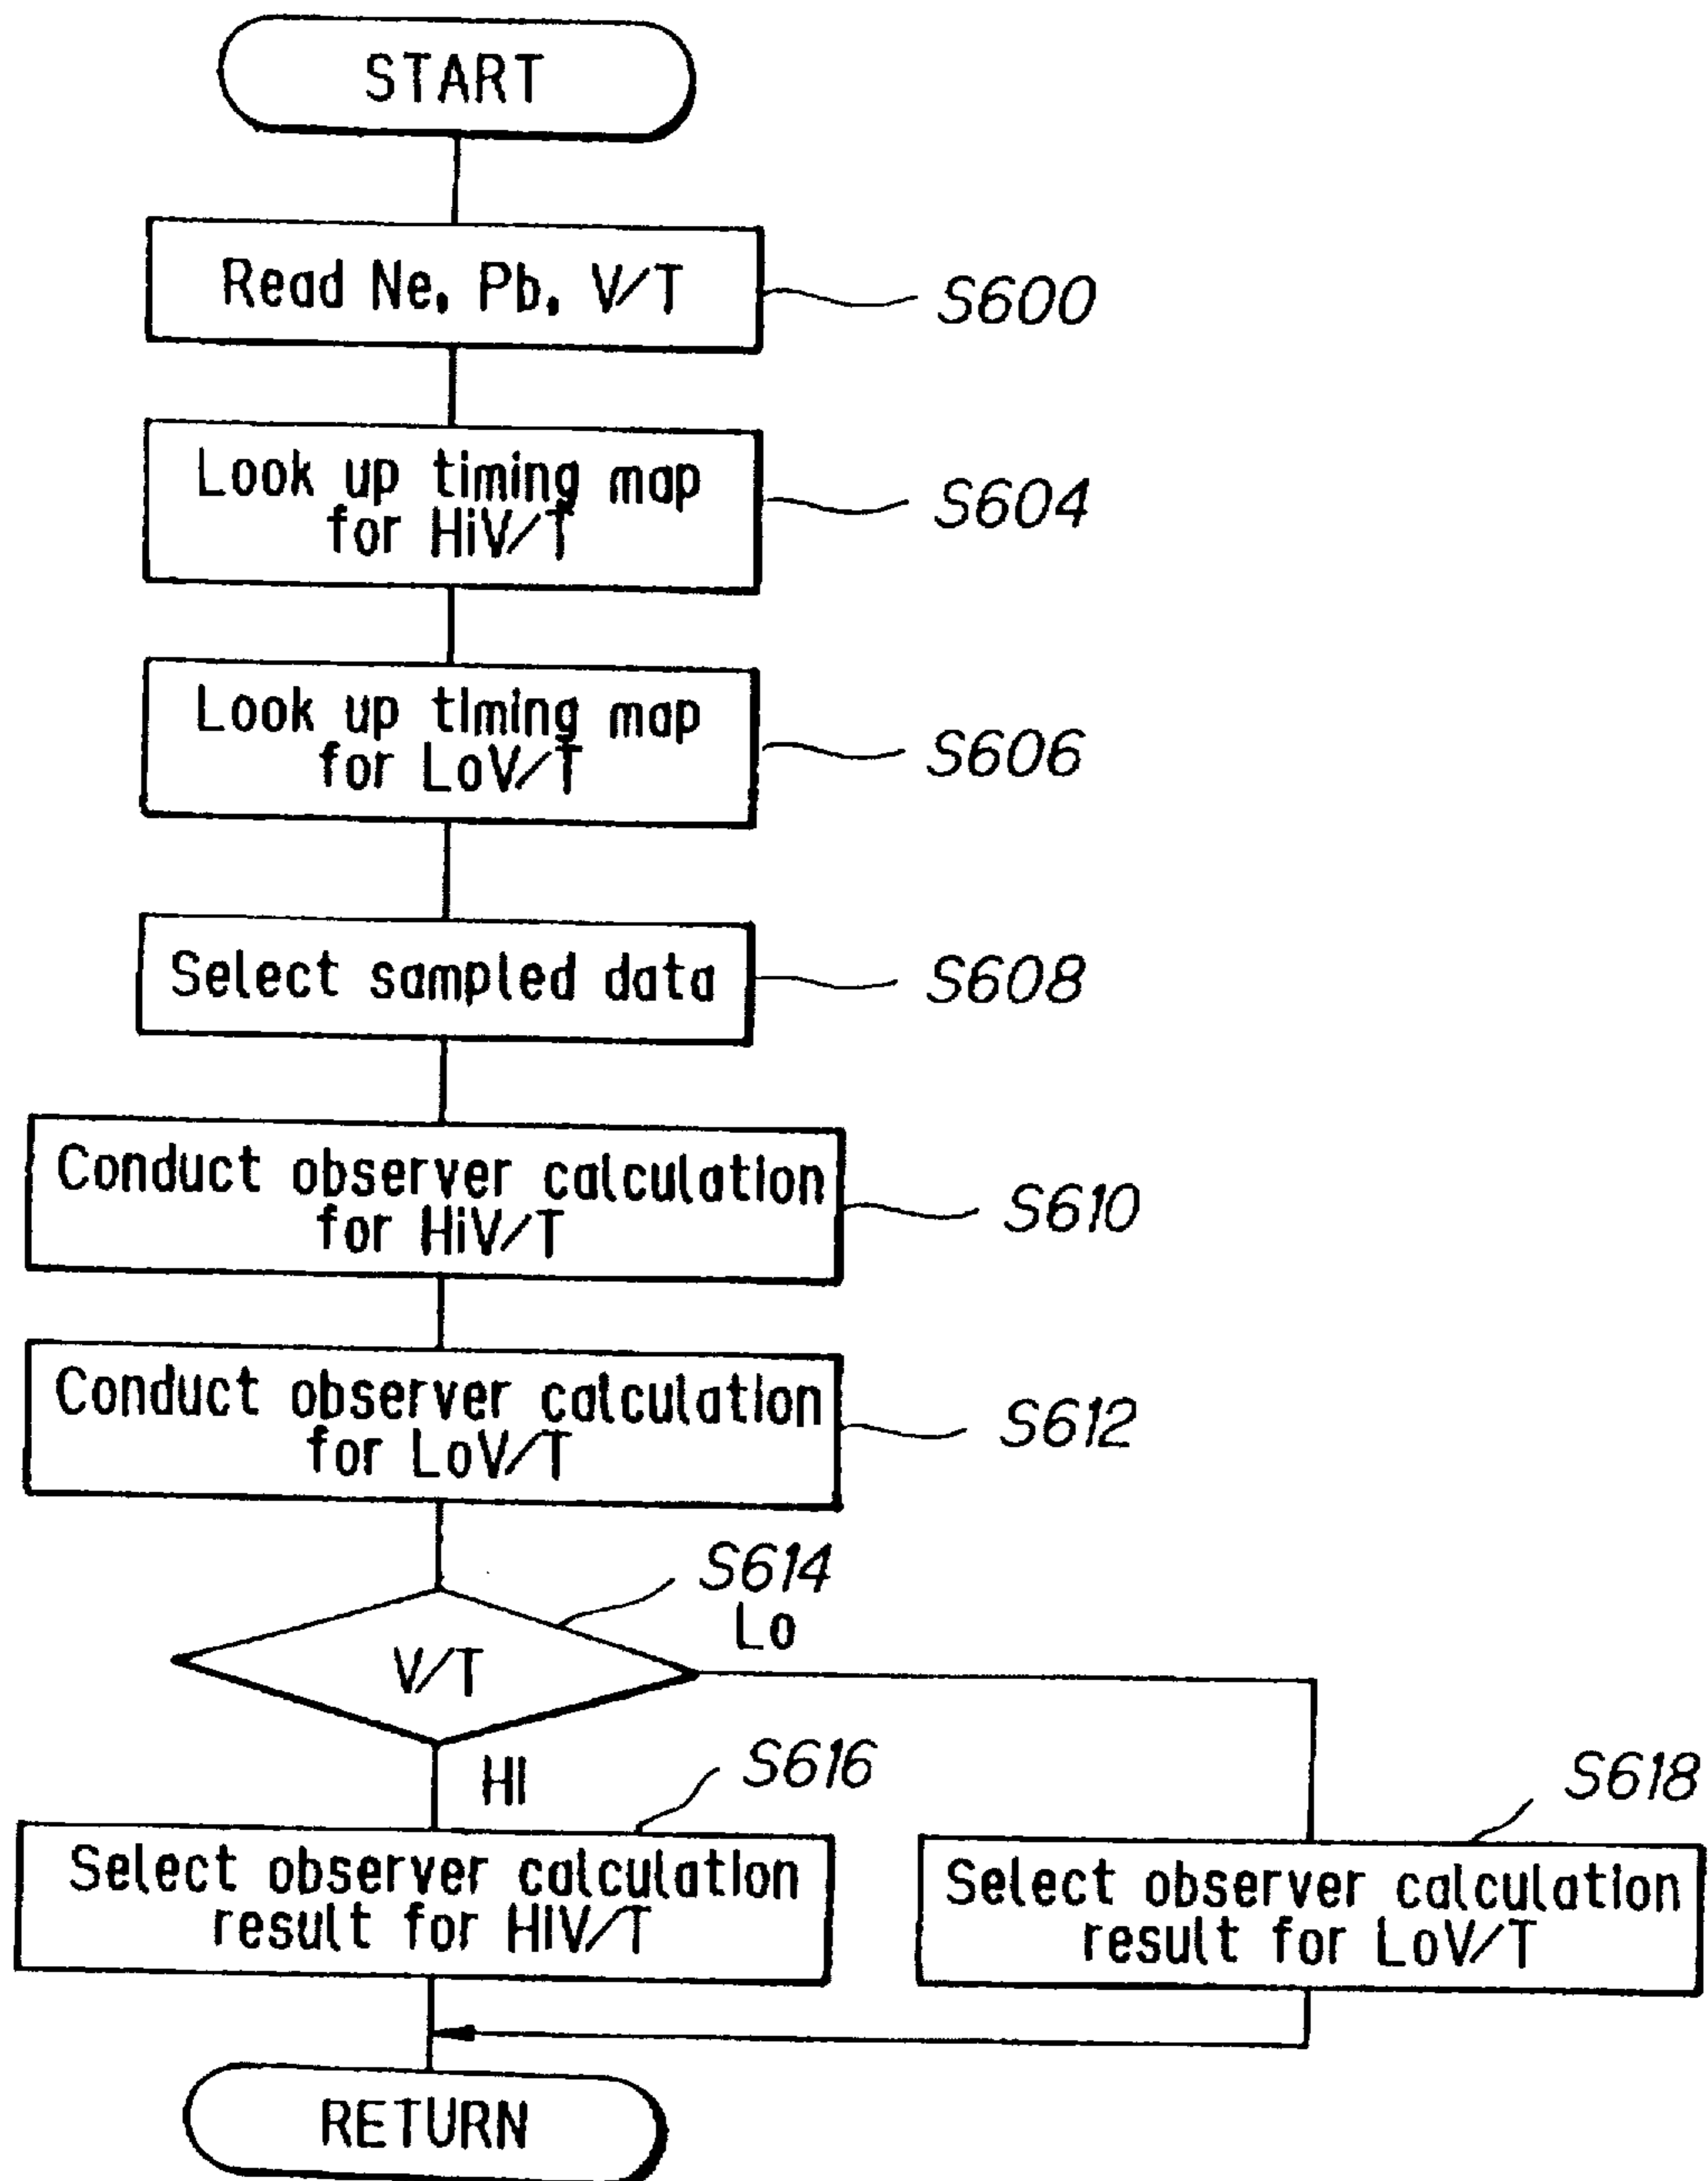 START
Read Ne, Pb, V/T
S600
Look up timing map
for HiV/T
S604
Look up timing map
for LoV/T
S606
Select sampled data
S608
Conduct observer calculation
for HiV/T
S610
Conduct observer calculation
for LoV/T
S612
S614
Lo
V/T
HI
S616
Select observer calculation
result for HIV/T
S618
Select observer calculation
result for LoV/T
RETURN